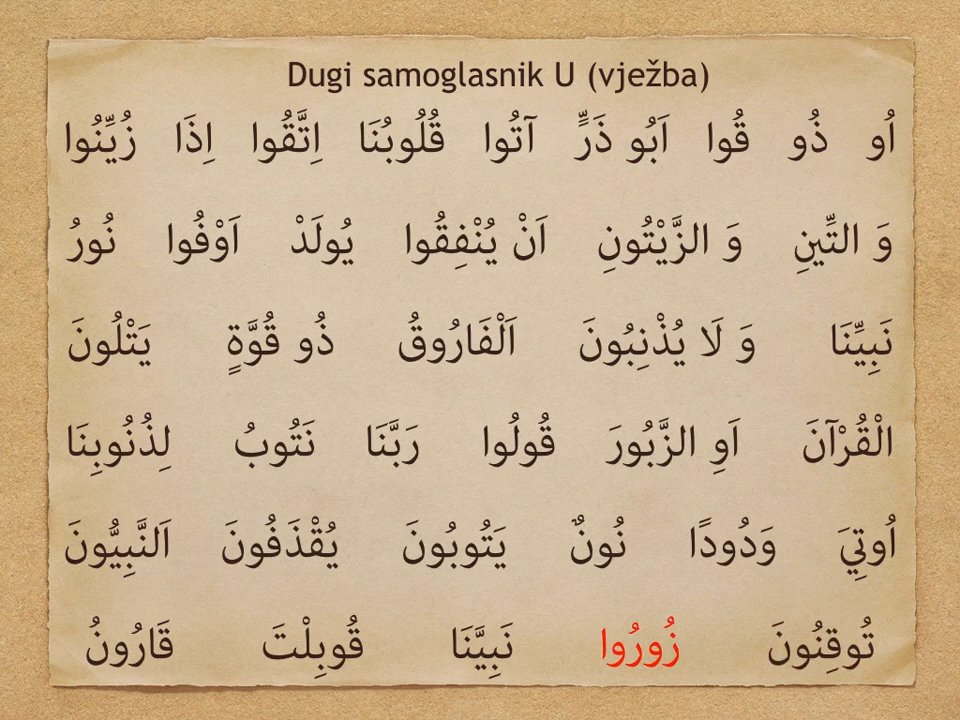 Dugi samoglasnik U (vježba)
اُو ذُو قُوا اَبُو ذَرٍّ آتُوا قُلُوبُنَا اِتَّقُوا اِذَا زُيِّنُوا
وَ التِّينِ وَ الزَّيْتُونِ اَنْ يُنْفِقُوا يُولَدْ اَوْفُوا نُورُ
نَبِيِّنَا وَ لَا يُذْنِبُونَ اَلْفَارُوقُ ذُو قُوَّةٍ يَتْلُونَ
الْقُرْآنَ اَوِ الزَّبُورَ قُولُوا رَبَّنَا نَتُوبُ لِذُنُوبِنَا
اُوتِيَ وَدُودًا نُونٌ يَتُوبُونَ يُقْذَفُونَ اَلنَّبِيُّونَ
تُوقِنُونَ زُورُوا نَبِيَّنَا قُوبِلْتَ قَارُونُ